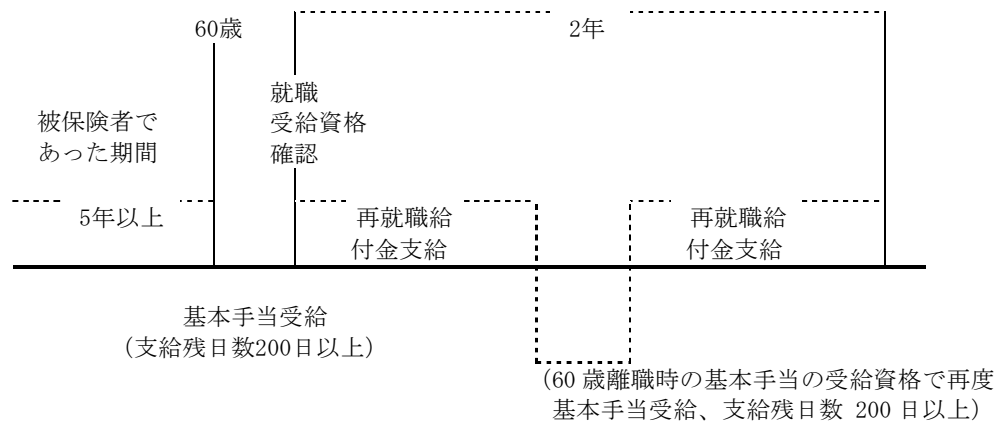 60歳
2年
就職
受給資格
確認
被保険者で
あった期間
5年以上
再就職給
付金支給
再就職給
付金支給
基本手当受給
（支給残日数200日以上）
（60 歳離職時の基本手当の受給資格で再度
基本手当受給、支給残日数 200 日以上）